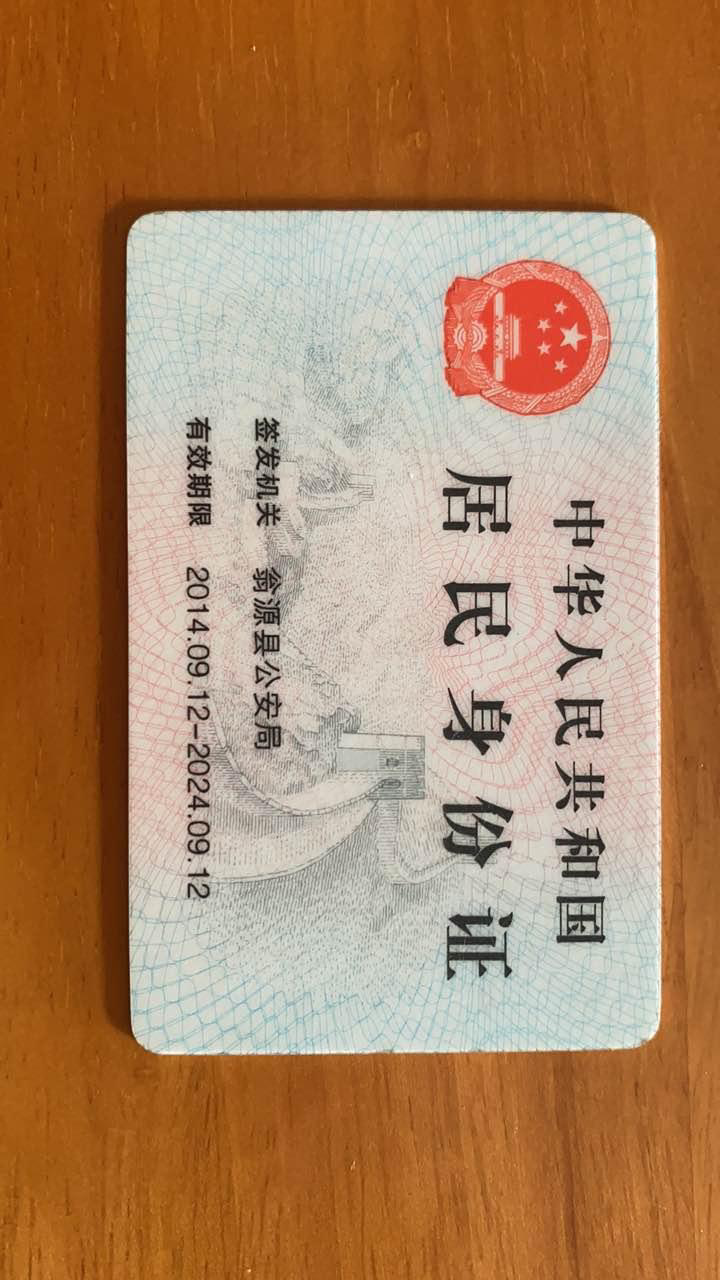 中华人民共和国
居民身份证
签发机关 翁源县公安局
有效期限 2014.09.12-2024.09.12